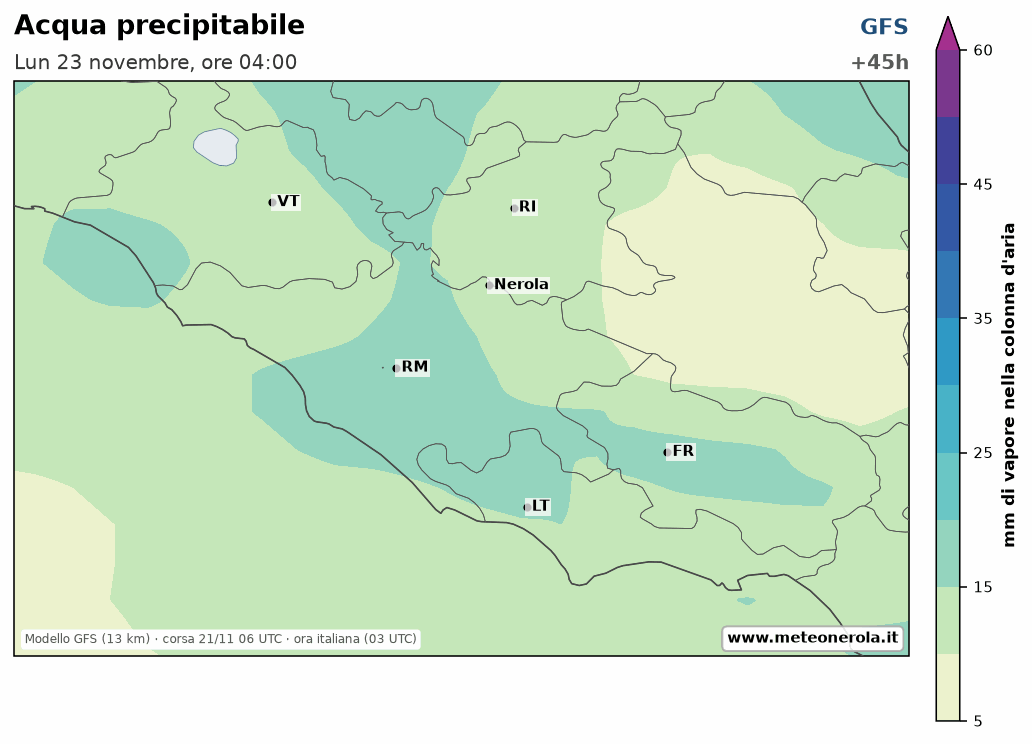 Acqua precipitabile
GFS
Lun 23 novembre, ore 04:00
+45h
VT
RI
Nerola
RM
FR
LT
Modello GFS (13 km) · corsa 21/11 06 UTC · ora italiana (03 UTC)
www.meteonerola.it
60
45
35
25
15
5
mm di vapore nella colonna d'aria